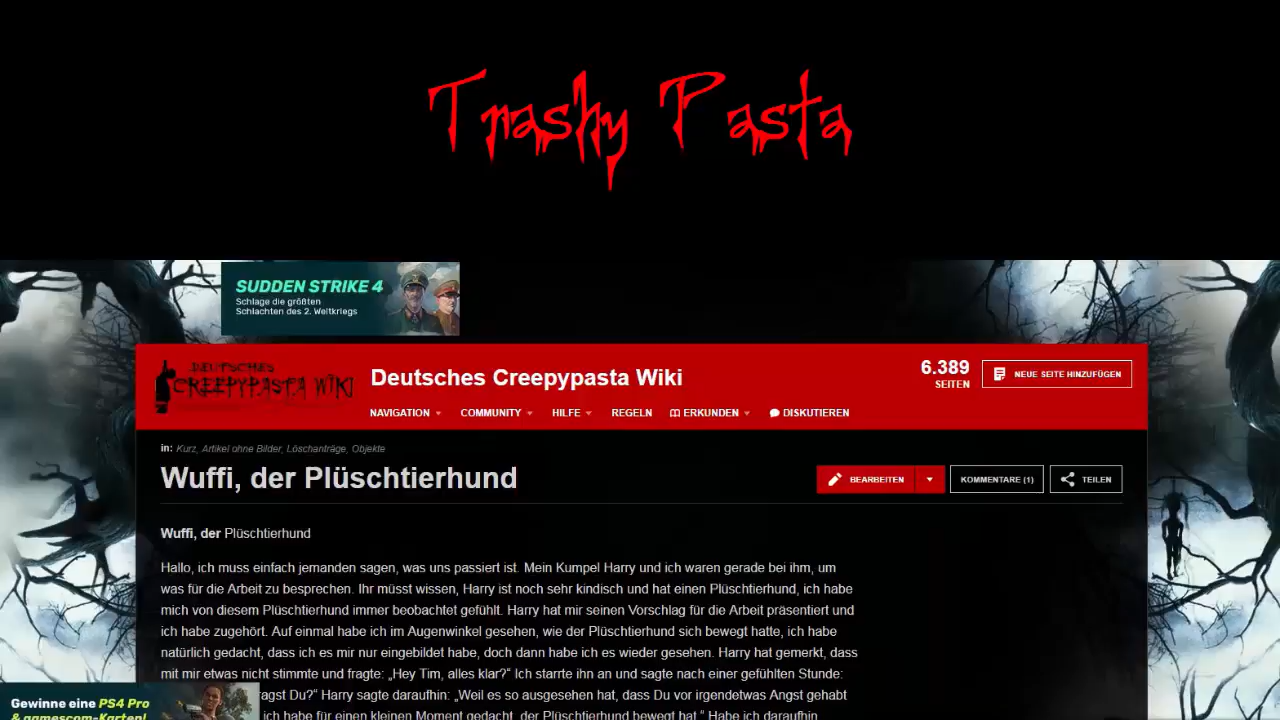 Trashy Pasta
SUDDEN STRIKE 4
Schlage die größten
Schlachten des 2. Weltkriegs
DEUTSCHES
CREEPYPASTA WIKI
Deutsches Creepypasta Wiki
6.389
SEITEN
NEUE SEITE HINZUFÜGEN
NAVIGATION COMMUNITY HILFE REGELN ERKUNDEN DISKUTIEREN
in: Kurz, Artikel ohne Bilder, Löschanträge, Objekte
Wuffi, der Plüschtierhund
BEARBEITEN KOMMENTARE (1) TEILEN
Wuffi, der Plüschtierhund
Hallo, ich muss einfach jemanden sagen, was uns passiert ist. Mein Kumpel Harry und ich waren gerade bei ihm, um
was für die Arbeit zu besprechen. Ihr müsst wissen, Harry ist noch sehr kindisch und hat einen Plüschtierhund, ich habe
mich von diesem Plüschtierhund immer beobachtet gefühlt. Harry hat mir seinen Vorschlag für die Arbeit präsentiert und
ich habe zugehört. Auf einmal habe ich im Augenwinkel gesehen, wie der Plüschtierhund sich bewegt hatte, ich habe
natürlich gedacht, dass ich es mir nur eingebildet habe, doch dann habe ich es wieder gesehen. Harry hat gemerkt, dass
mit mir etwas nicht stimmte und fragte: „Hey Tim, alles klar?“ Ich starrte ihn an und sagte nach einer gefühlten Stunde:
ragst Du?“ Harry sagte daraufhin: „Weil es so ausgesehen hat, dass Du vor irgendetwas Angst gehabt
ich habe für einen kleinen Moment gedacht, der Plüschtierhund bewegt hat.“ Habe ich daraufhin
Gewinne eine PS4 Pro
& gamescom-Karten!